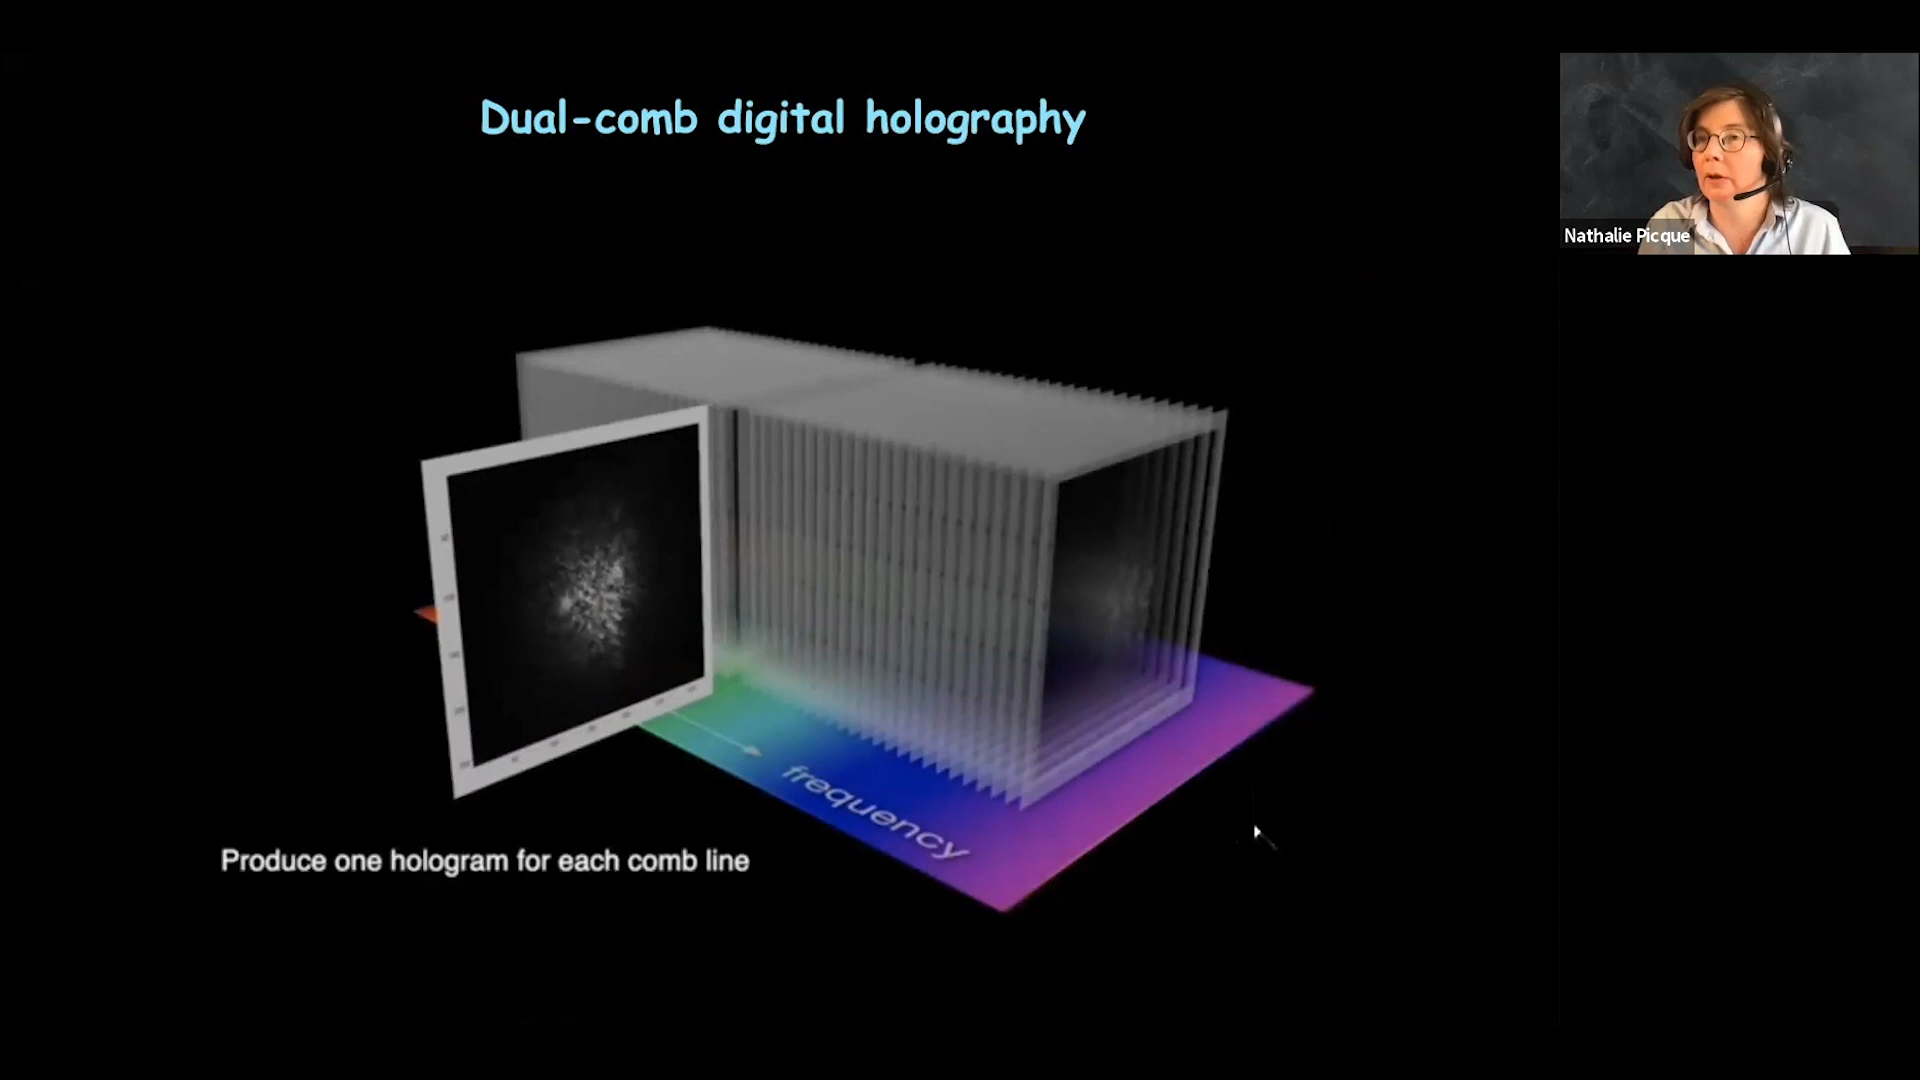 Dual-comb digital holography
Nathalie Picque
frequency
Produce one hologram for each comb line